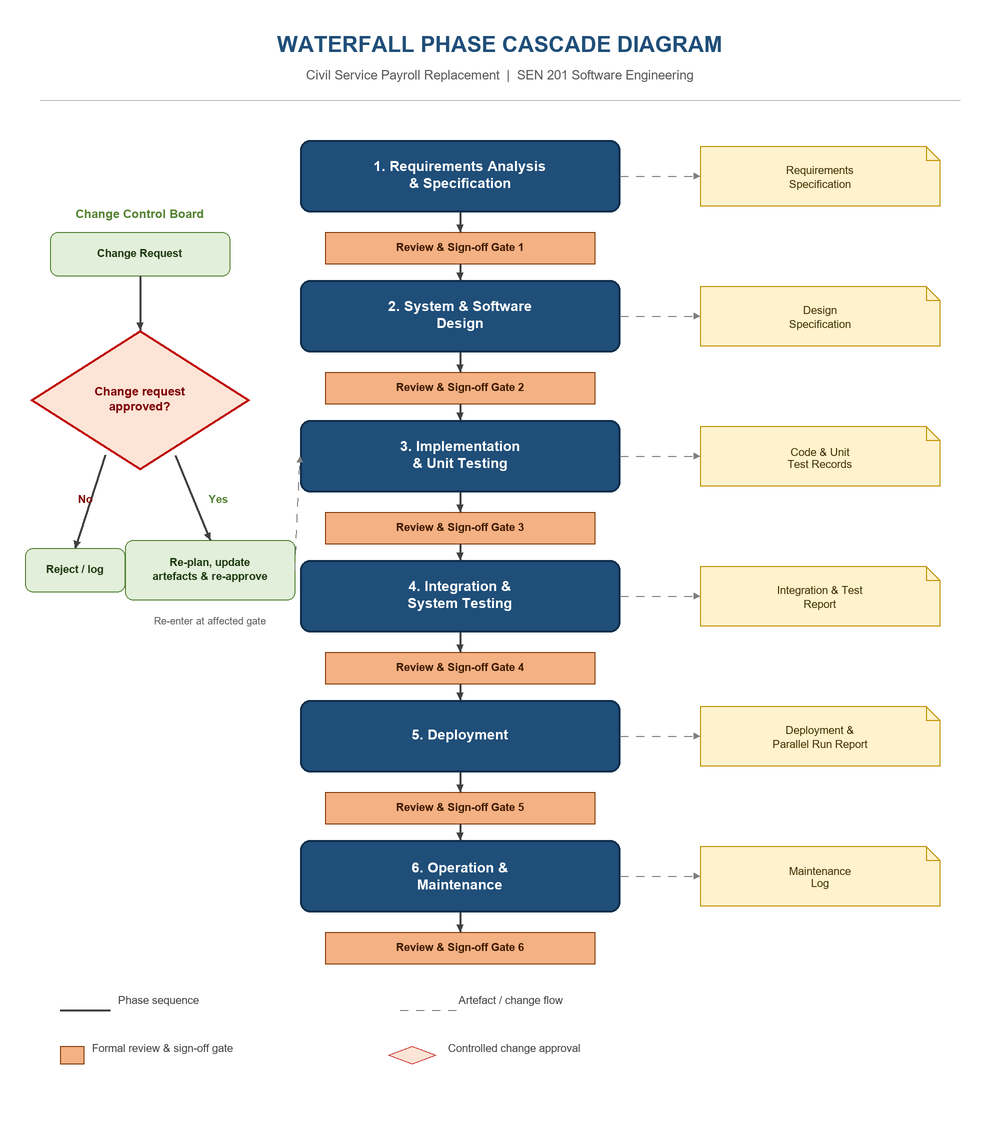 WATERFALL PHASE CASCADE DIAGRAM
Civil Service Payroll Replacement | SEN 201 Software Engineering
Change Control Board
Change Request
Change request
approved?
No
Yes
Reject / log
Re-plan, update
artefacts & re-approve
Re-enter at affected gate
1. Requirements Analysis
& Specification
Requirements
Specification
Review & Sign-off Gate 1
2. System & Software
Design
Design
Specification
Review & Sign-off Gate 2
3. Implementation
& Unit Testing
Code & Unit
Test Records
Review & Sign-off Gate 3
4. Integration &
System Testing
Integration & Test
Report
Review & Sign-off Gate 4
5. Deployment
Deployment &
Parallel Run Report
Review & Sign-off Gate 5
6. Operation &
Maintenance
Maintenance
Log
Review & Sign-off Gate 6
Phase sequence
Artefact / change flow
Formal review & sign-off gate
Controlled change approval